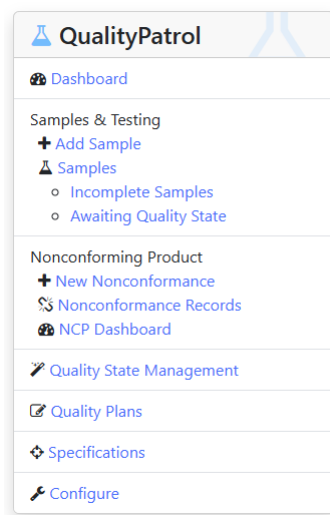 QualityPatrol
Dashboard
Samples & Testing
Add Sample
Samples
Incomplete Samples
Awaiting Quality State
Nonconforming Product
New Nonconformance
Nonconformance Records
NCP Dashboard
Quality State Management
Quality Plans
Specifications
Configure